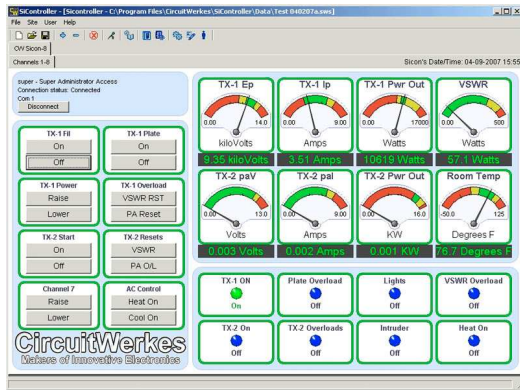 SiController - [Sicontroller - C:\Program Files\CircuitWerkes\SiController\Data\Test 040207a.sws]
File Site User Help
CW Sicon-8
Channels 1-8
Sicon's Date/Time: 04-09-2007 15:55
super - Super Administrator Access
Connection status: Connected
Com 1
Disconnect
TX-1 Fil
On
Off
TX-1 Plate
On
Off
TX-1 Power
Raise
Lower
TX-1 Overload
VSWR RST
PA Reset
TX-2 Start
On
Off
TX-2 Resets
VSWR
PA O/L
Channel 7
Raise
Lower
AC Control
Heat On
Cool On
CircuitWerkes
Makers of Innovative Electronics
TX-1 Ep
0.00 14.0
kiloVolts
9.35 kiloVolts
TX-1 Ip
0.00 9.00
Amps
3.51 Amps
TX-1 Pwr Out
0.00 17000
Watts
10619 Watts
VSWR
0.00 500
Watts
57.1 Watts
TX-2 paV
0.00 13.0
Volts
0.003 Volts
TX-2 paI
0.00 9.00
Amps
0.002 Amps
TX-2 Pwr Out
0.00 16.0
KW
0.001 KW
Room Temp
-50.0 125
Degrees F
76.7 Degrees F
TX-1 ON
On
Plate Overload
Off
Lights
Off
VSWR Overload
Off
TX-2 On
Off
TX-2 Overloads
Off
Intruder
Off
Heat On
Off